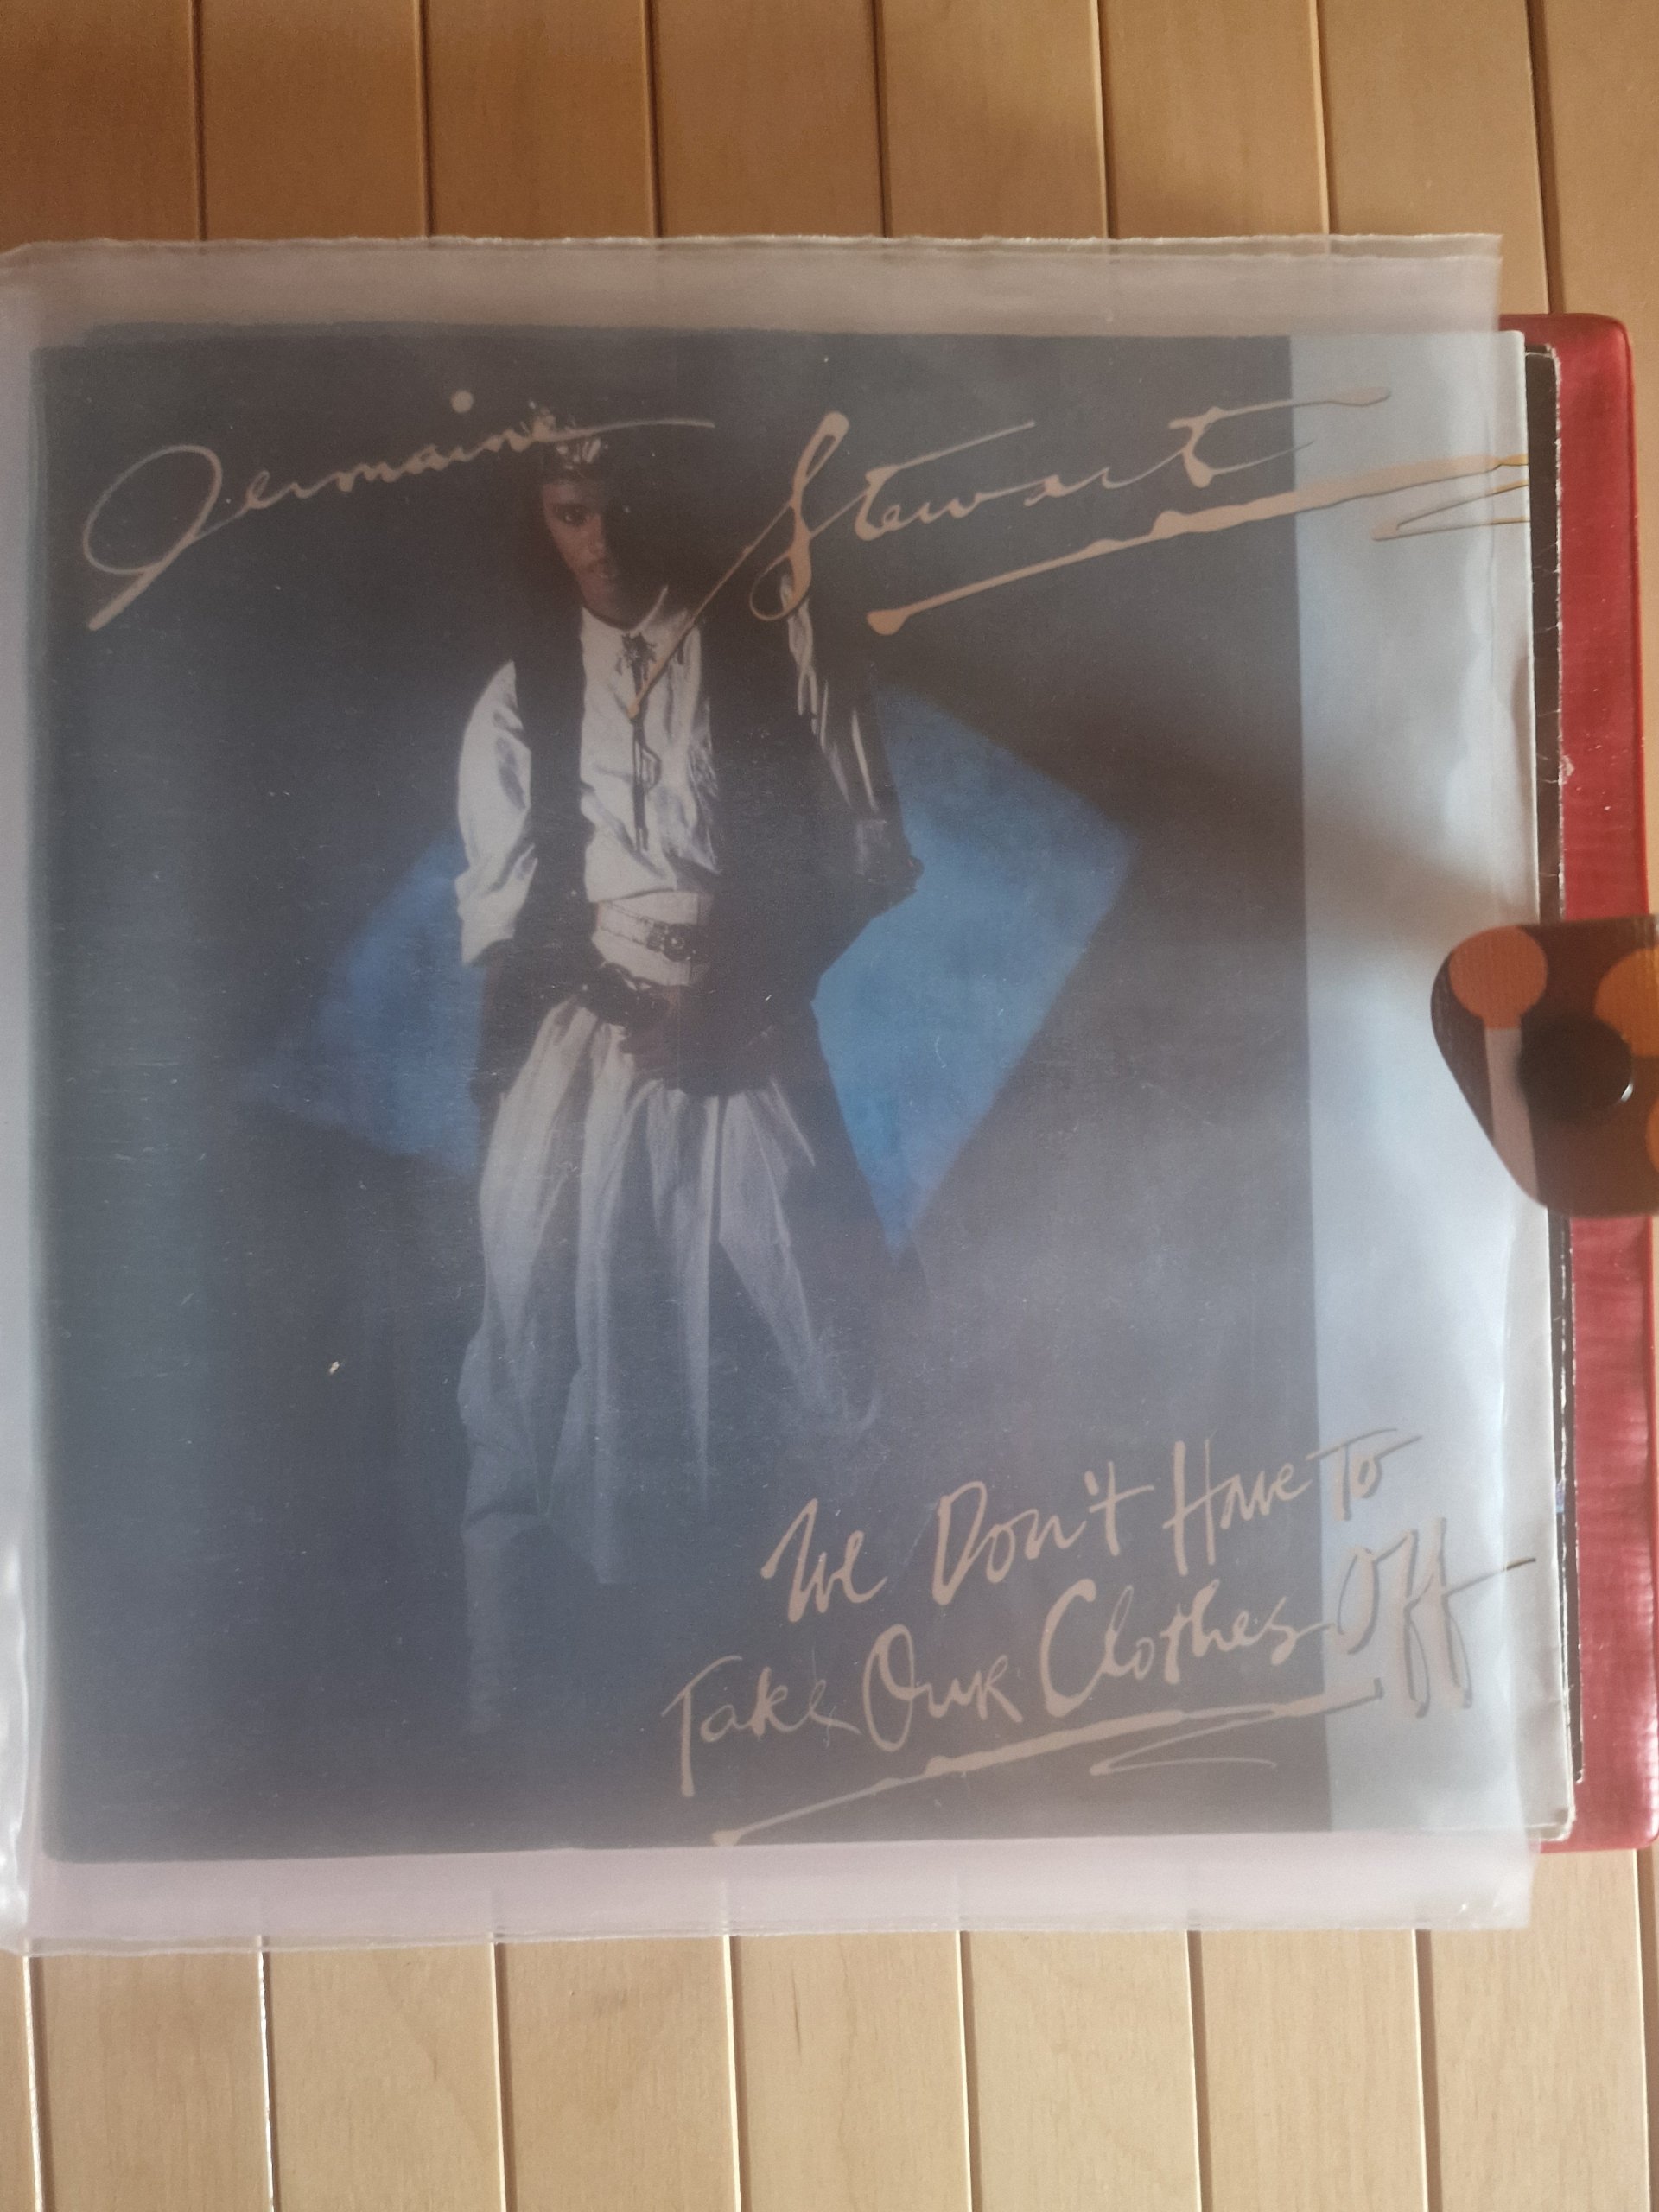 Jermaine Stewart
We Don't Have To
Take Our Clothes Off